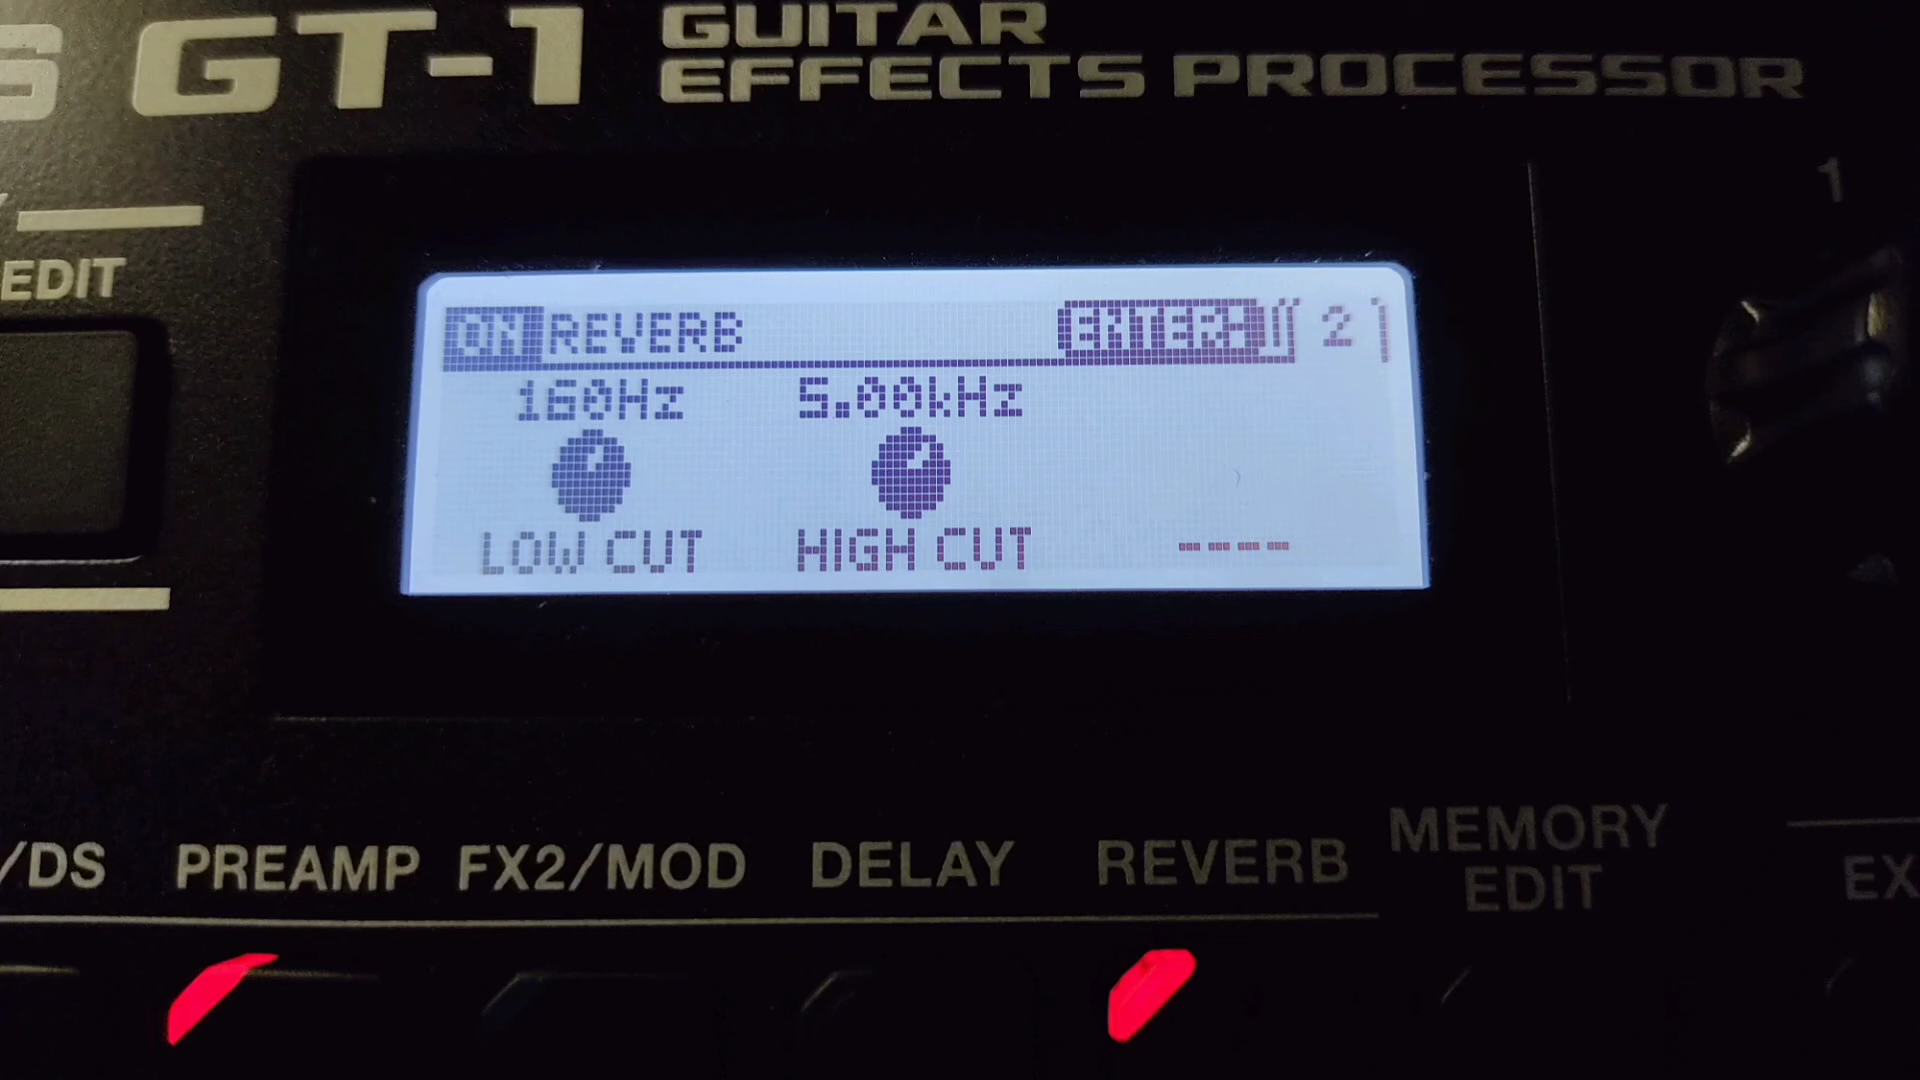 S GT-1 GUITAR
EFFECTS PROCESSOR
1
EDIT
ON REVERB ENTER 2
160Hz 5.00kHz
LOW CUT HIGH CUT ----
/DS PREAMP FX2/MOD DELAY REVERB MEMORY
EDIT
EX